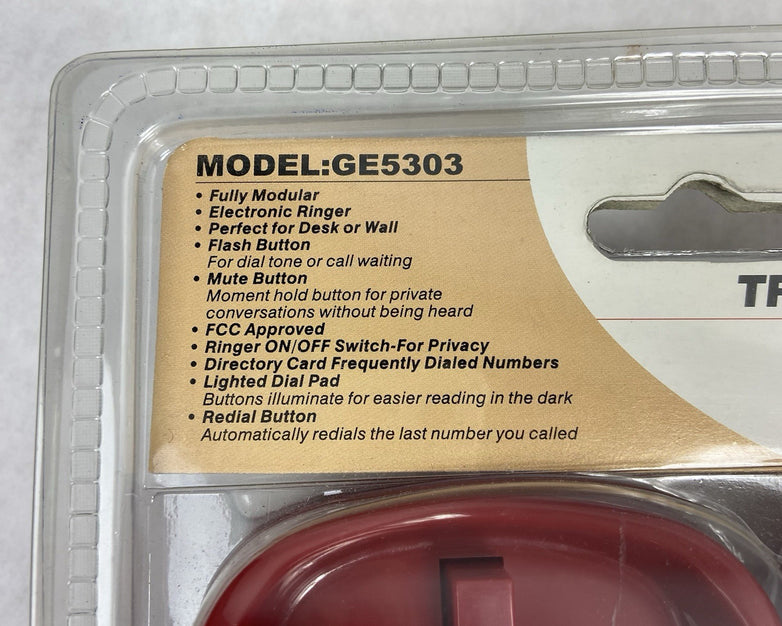 MODEL:GE5303
• Fully Modular
• Electronic Ringer
• Perfect for Desk or Wall
• Flash Button
For dial tone or call waiting
• Mute Button
Moment hold button for private
conversations without being heard
• FCC Approved
• Ringer ON/OFF Switch-For Privacy
• Directory Card Frequently Dialed Numbers
• Lighted Dial Pad
Buttons illuminate for easier reading in the dark
• Redial Button
Automatically redials the last number you called